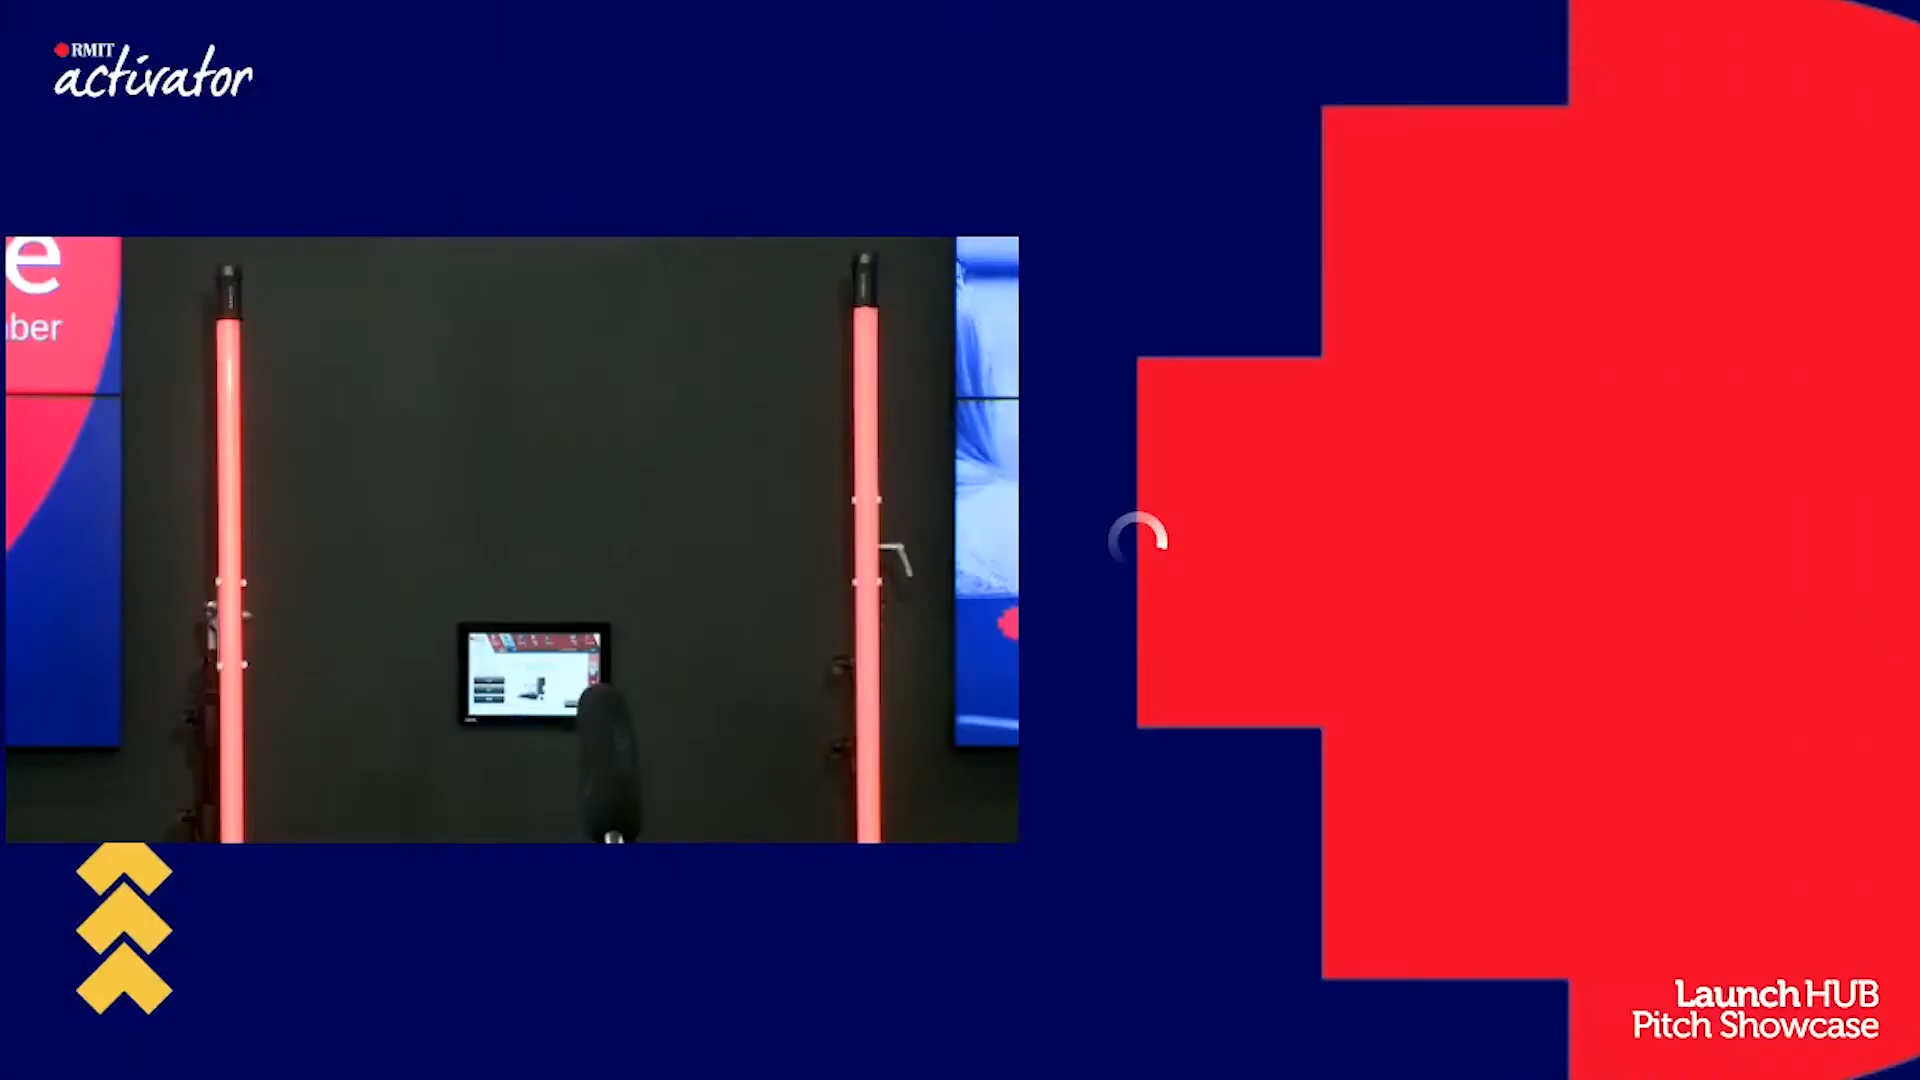 RMIT
activator
e
ber
Launch HUB
Pitch Showcase